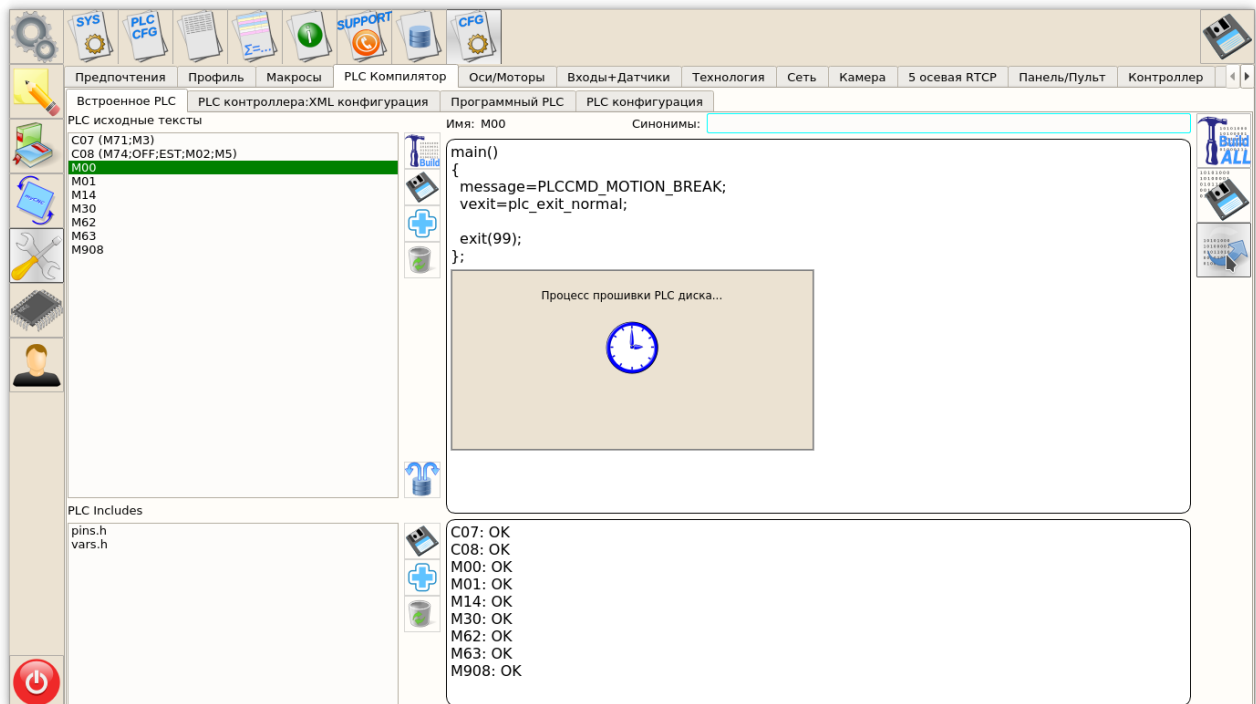 SYS
PLC CFG
Σ=...
SUPPORT
CFG
Предпочтения
Профиль
Макросы
PLC Компилятор
Оси/Моторы
Входы+Датчики
Технология
Сеть
Камера
5 осевая RTCP
Панель/Пульт
Контроллер
Встроенное PLC
PLC контроллера:XML конфигурация
Программный PLC
PLC конфигурация
PLC исходные тексты
Имя: M00
Синонимы:
C07 (M71;M3)
C08 (M74;OFF;EST;M02;M5)
M00
M01
M14
M30
M62
M63
M908
Build
main()
{
message=PLCCMD_MOTION_BREAK;
vexit=plc_exit_normal;
exit(99);
};
Процесс прошивки PLC диска...
Build
ALL
myCNC
PLC Includes
pins.h
vars.h
C07: OK
C08: OK
M00: OK
M01: OK
M14: OK
M30: OK
M62: OK
M63: OK
M908: OK